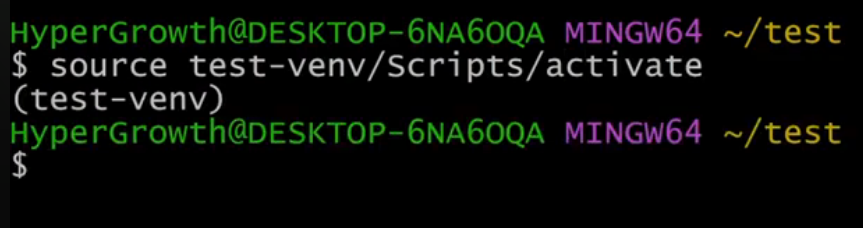 HyperGrowth@DESKTOP-6NA6OQA MINGW64 ~/test
$ source test-venv/Scripts/activate
(test-venv)
HyperGrowth@DESKTOP-6NA6OQA MINGW64 ~/test
$